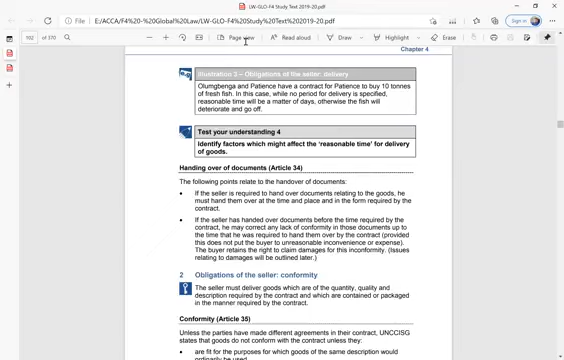 LW-GLO-F4 Study Text 2019-20.pdf
File
E:/ACCA/F4%20-%20Global%20Law/LW-GLO-F4%20Study%20Text%202019-20.pdf
Sign in
102 of 370
Page view
Read aloud
Draw
Highlight
Erase
Chapter 4
Illustration 3 – Obligations of the seller: delivery
Olumgbenga and Patience have a contract for Patience to buy 10 tonnes
of fresh fish. In this case, while no period for delivery is specified,
reasonable time will be a matter of days, otherwise the fish will
deteriorate and go off.
Test your understanding 4
Identify factors which might affect the 'reasonable time' for delivery
of goods.
Handing over of documents (Article 34)
The following points relate to the handover of documents:
• If the seller is required to hand over documents relating to the goods, he
must hand them over at the time and place and in the form required by the
contract.
• If the seller has handed over documents before the time required by the
contract, he may correct any lack of conformity in those documents up to
the time that he was required to hand them over by the contract (provided
this does not put the buyer to unreasonable inconvenience or expense).
The buyer retains the right to claim damages for this inconformity. (Issues
relating to damages will be outlined later.)
2 Obligations of the seller: conformity
The seller must deliver goods which are of the quantity, quality and
description required by the contract and which are contained or packaged
in the manner required by the contract.
Conformity (Article 35)
Unless the parties have made different agreements in their contract, UNCCISG
states that goods do not conform with the contract unless they:
• are fit for the purposes for which goods of the same description would
ordinarily be used